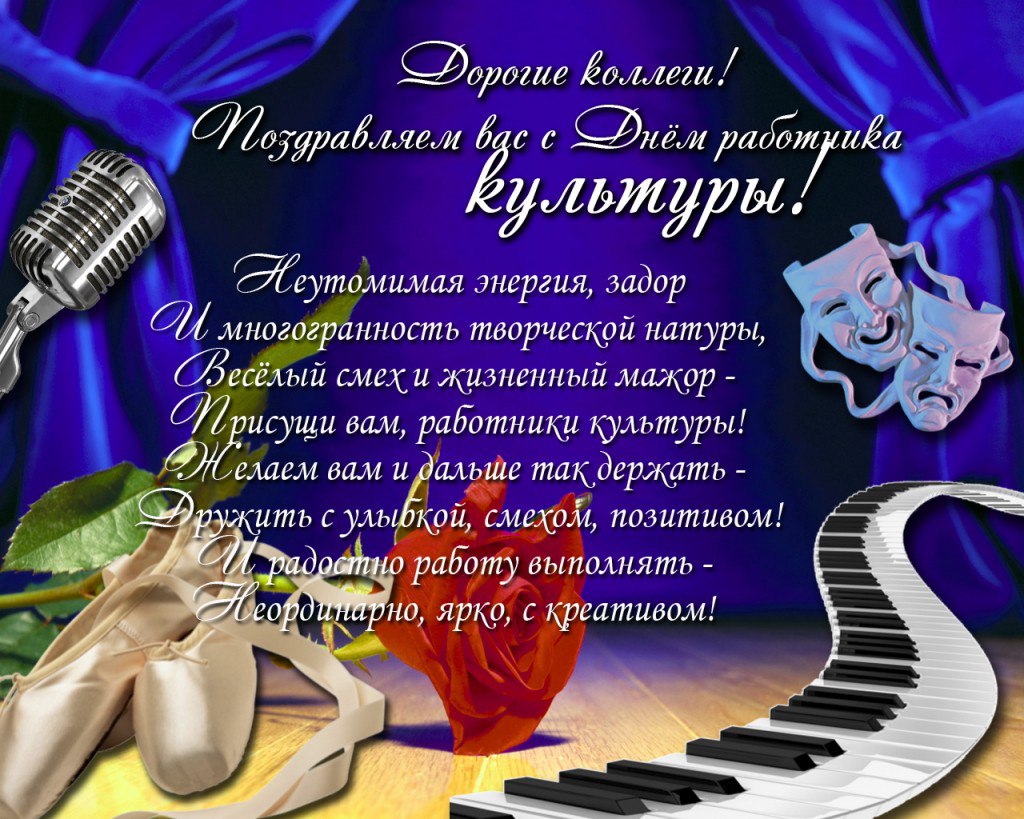 Дорогие коллеги!
Поздравляем вас с Днём работника
культуры!
Неутомимая энергия, задор
И многогранность творческой натуры,
Весёлый смех и жизненный мажор -
Присущи вам, работники культуры!
Желаем вам и дальше так держать -
Дружить с улыбкой, смехом, позитивом!
И радостно работу выполнять -
Неординарно, ярко, с креативом!